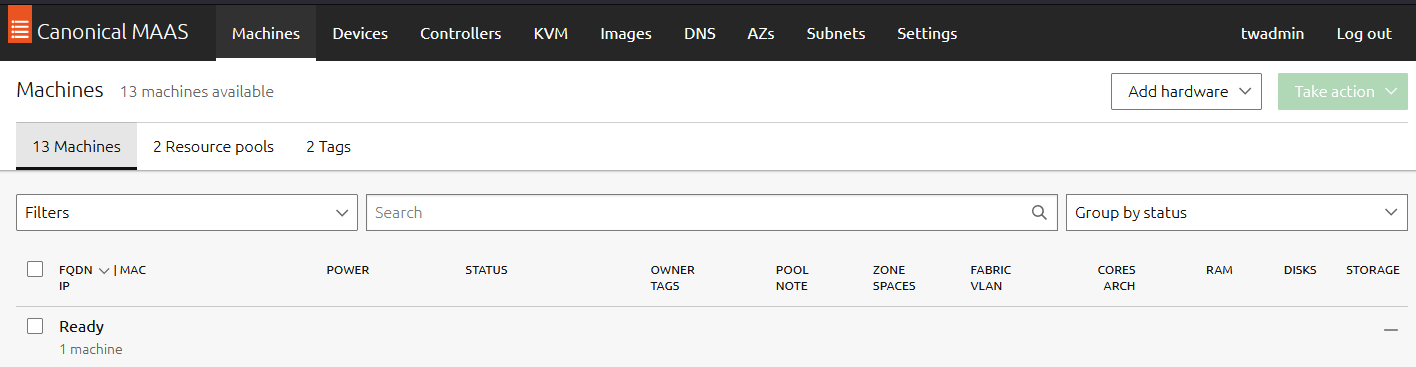 Canonical MAAS Machines Devices Controllers KVM Images DNS AZs Subnets Settings twadmin Log out
Machines 13 machines available Add hardware Take action
13 Machines 2 Resource pools 2 Tags
Filters Search Group by status
FQDN | MAC POWER STATUS OWNER POOL ZONE FABRIC CORES RAM DISKS STORAGE
IP TAGS NOTE SPACES VLAN ARCH
Ready
1 machine